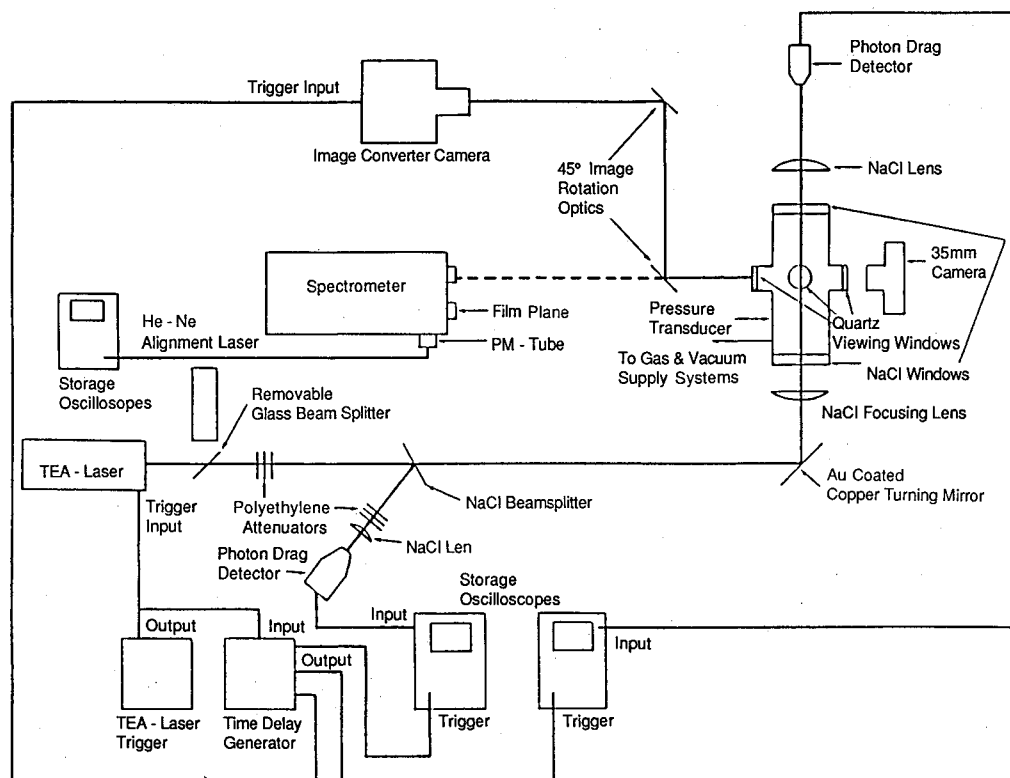 Photon Drag
Detector
Trigger Input
Image Converter Camera
45° Image
Rotation
Optics
NaCl Lens
35mm
Camera
Spectrometer
Film Plane
PM - Tube
Pressure
Transducer
Quartz
Viewing Windows
To Gas & Vacuum
Supply Systems
NaCl Windows
NaCl Focusing Lens
He - Ne
Alignment Laser
Storage
Oscillosopes
Removable
Glass Beam Splitter
TEA - Laser
Trigger
Input
Polyethylene
Attenuators
NaCl Beamsplitter
Au Coated
Copper Turning Mirror
NaCl Len
Photon Drag
Detector
Storage
Oscilloscopes
Input
Output
Input
Output
Input
TEA - Laser
Trigger
Time Delay
Generator
Trigger
Trigger